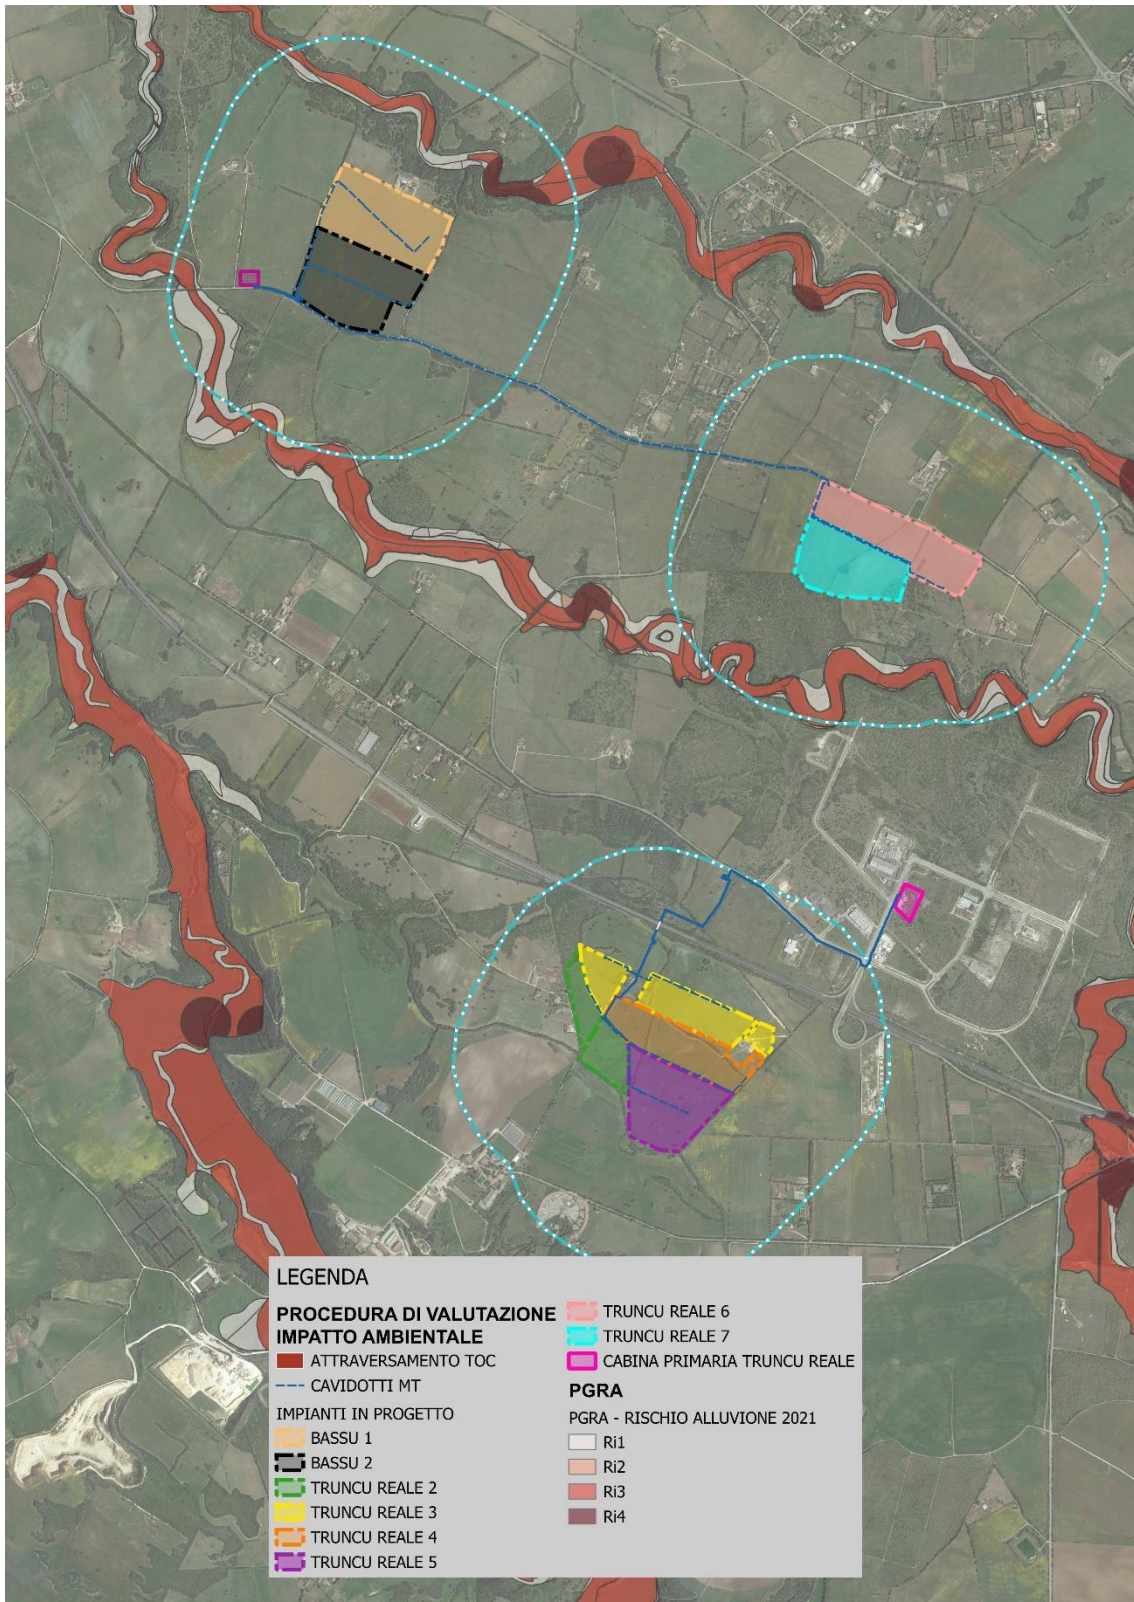 LEGENDA
PROCEDURA DI VALUTAZIONE
IMPATTO AMBIENTALE
ATTRAVERSAMENTO TOC
CAVIDOTTI MT
IMPIANTI IN PROGETTO
BASSU 1
BASSU 2
TRUNCU REALE 2
TRUNCU REALE 3
TRUNCU REALE 4
TRUNCU REALE 5
TRUNCU REALE 6
TRUNCU REALE 7
CABINA PRIMARIA TRUNCU REALE
PGRA
PGRA - RISCHIO ALLUVIONE 2021
Ri1
Ri2
Ri3
Ri4